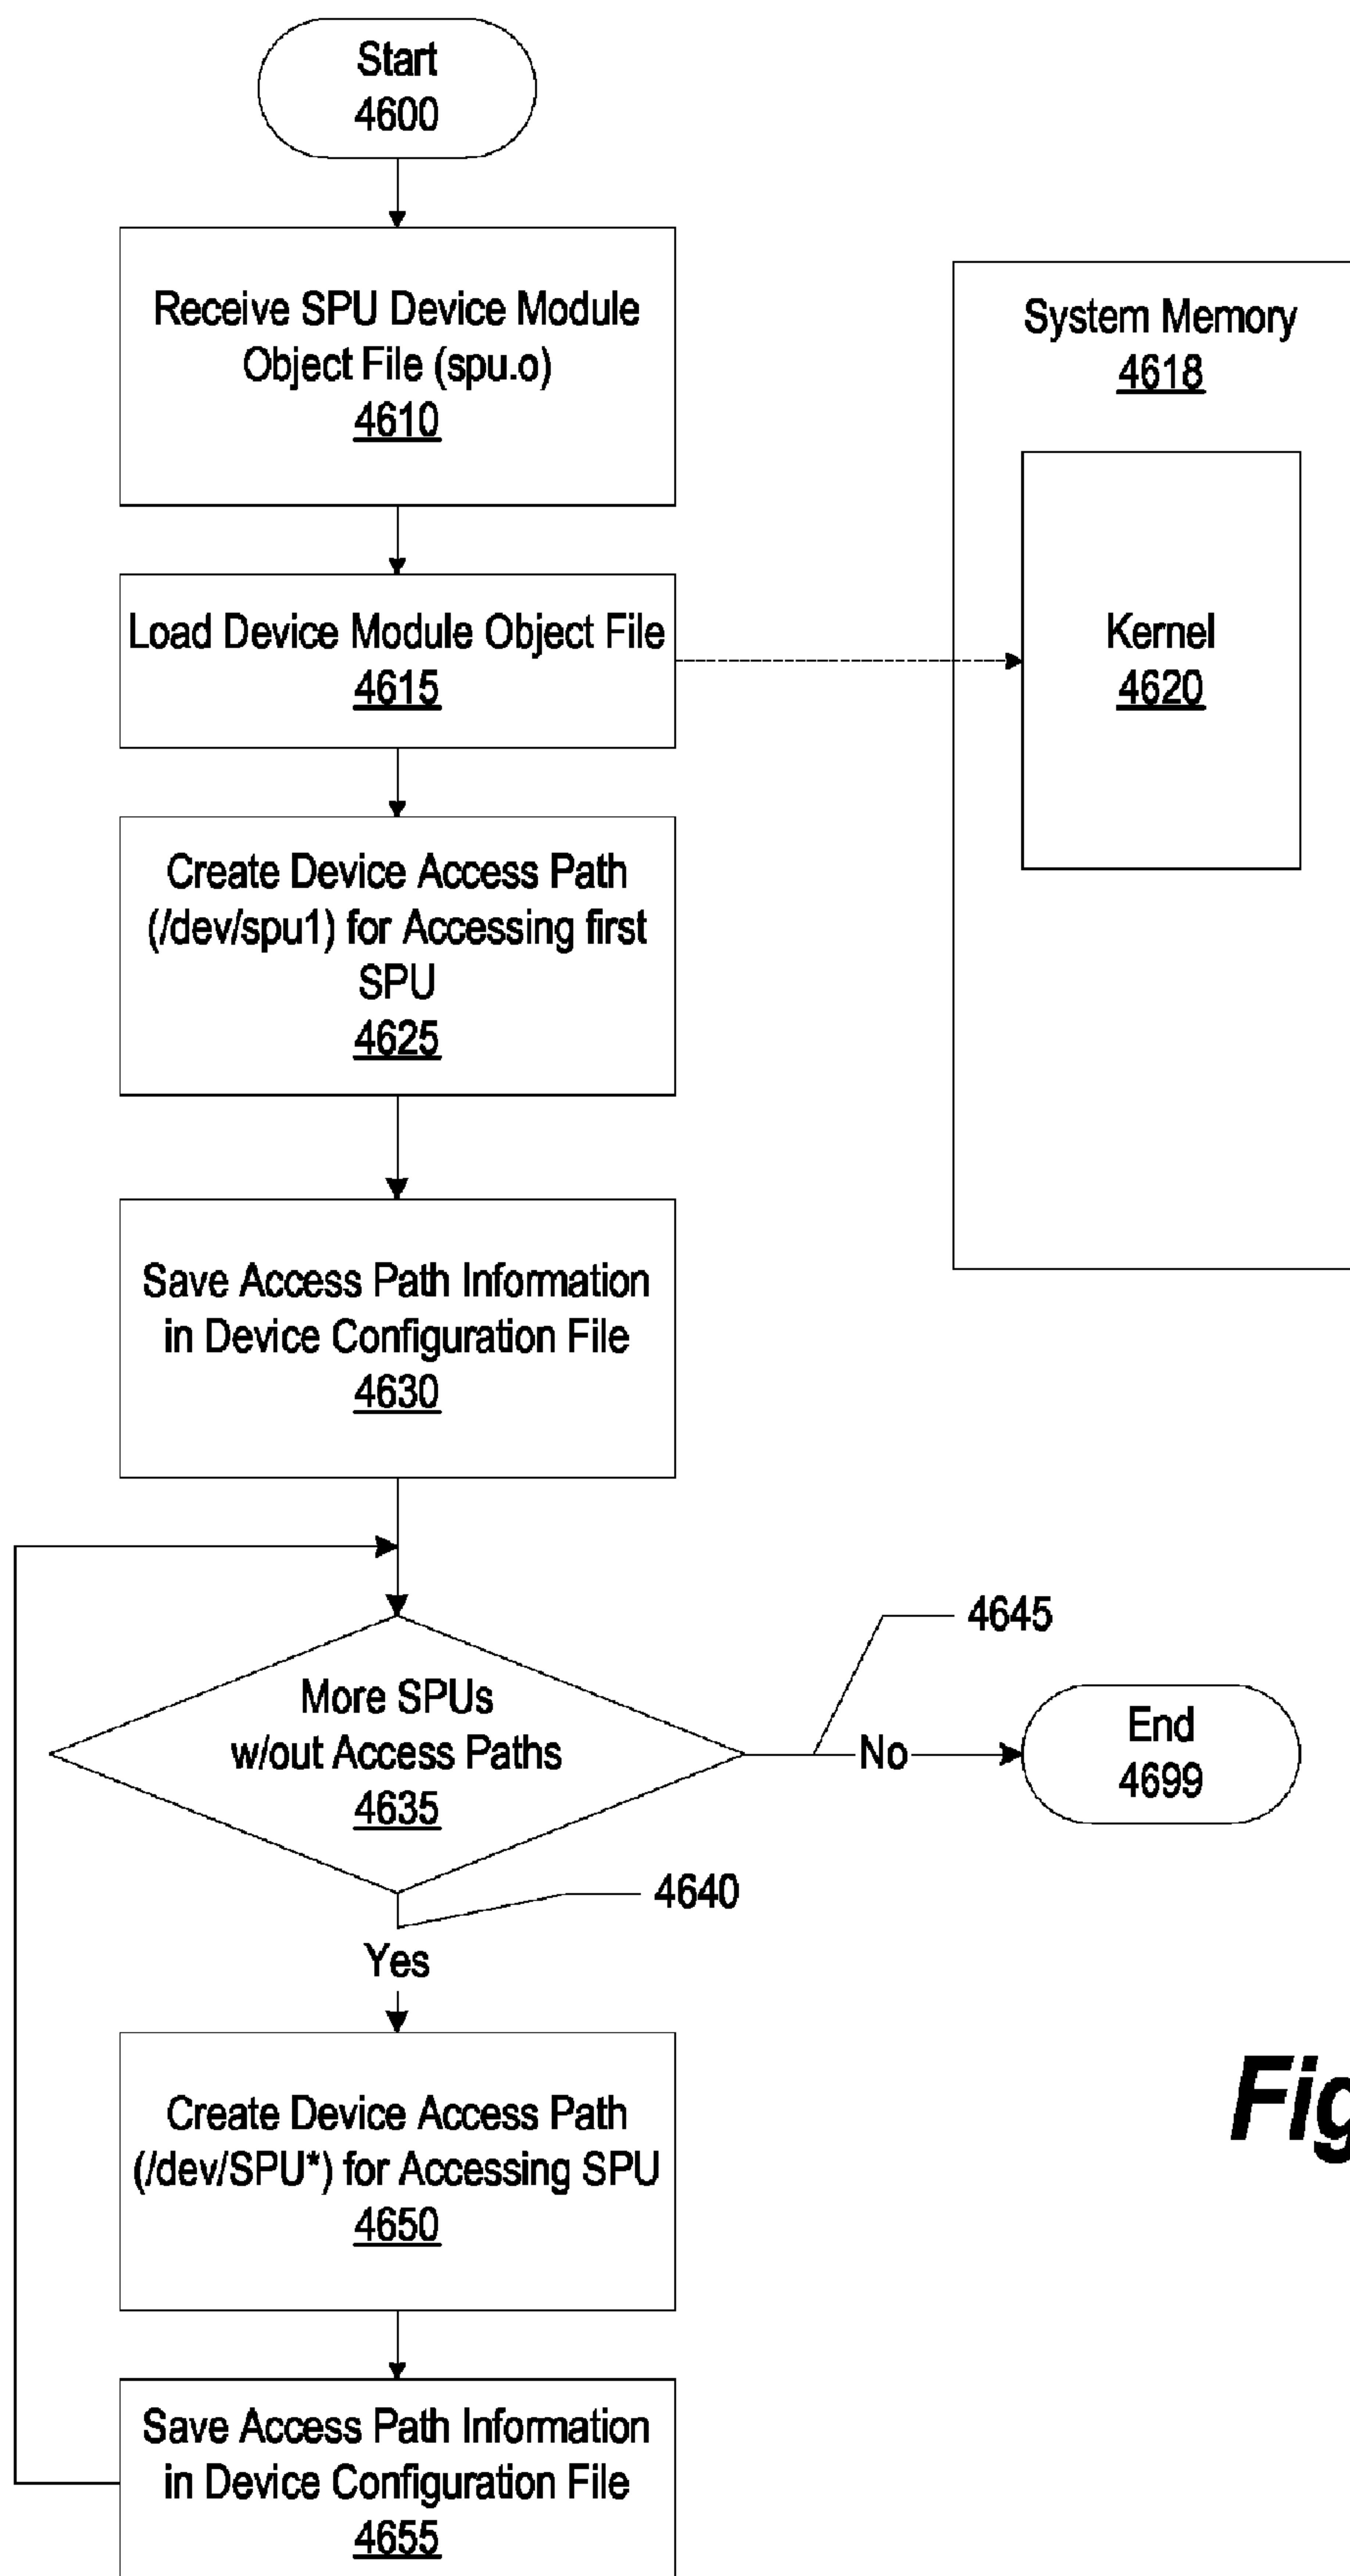 Start
4600
Receive SPU Device Module
Object File (spu.o)
4610
System Memory
4618
Load Device Module Object File
4615
Kernel
4620
Create Device Access Path
(/dev/spu1) for Accessing first
SPU
4625
Save Access Path Information
in Device Configuration File
4630
4645
More SPUs
w/out Access Paths
4635
No
End
4699
4640
Yes
Create Device Access Path
(/dev/SPU*) for Accessing SPU
4650
Fig
Save Access Path Information
in Device Configuration File
4655